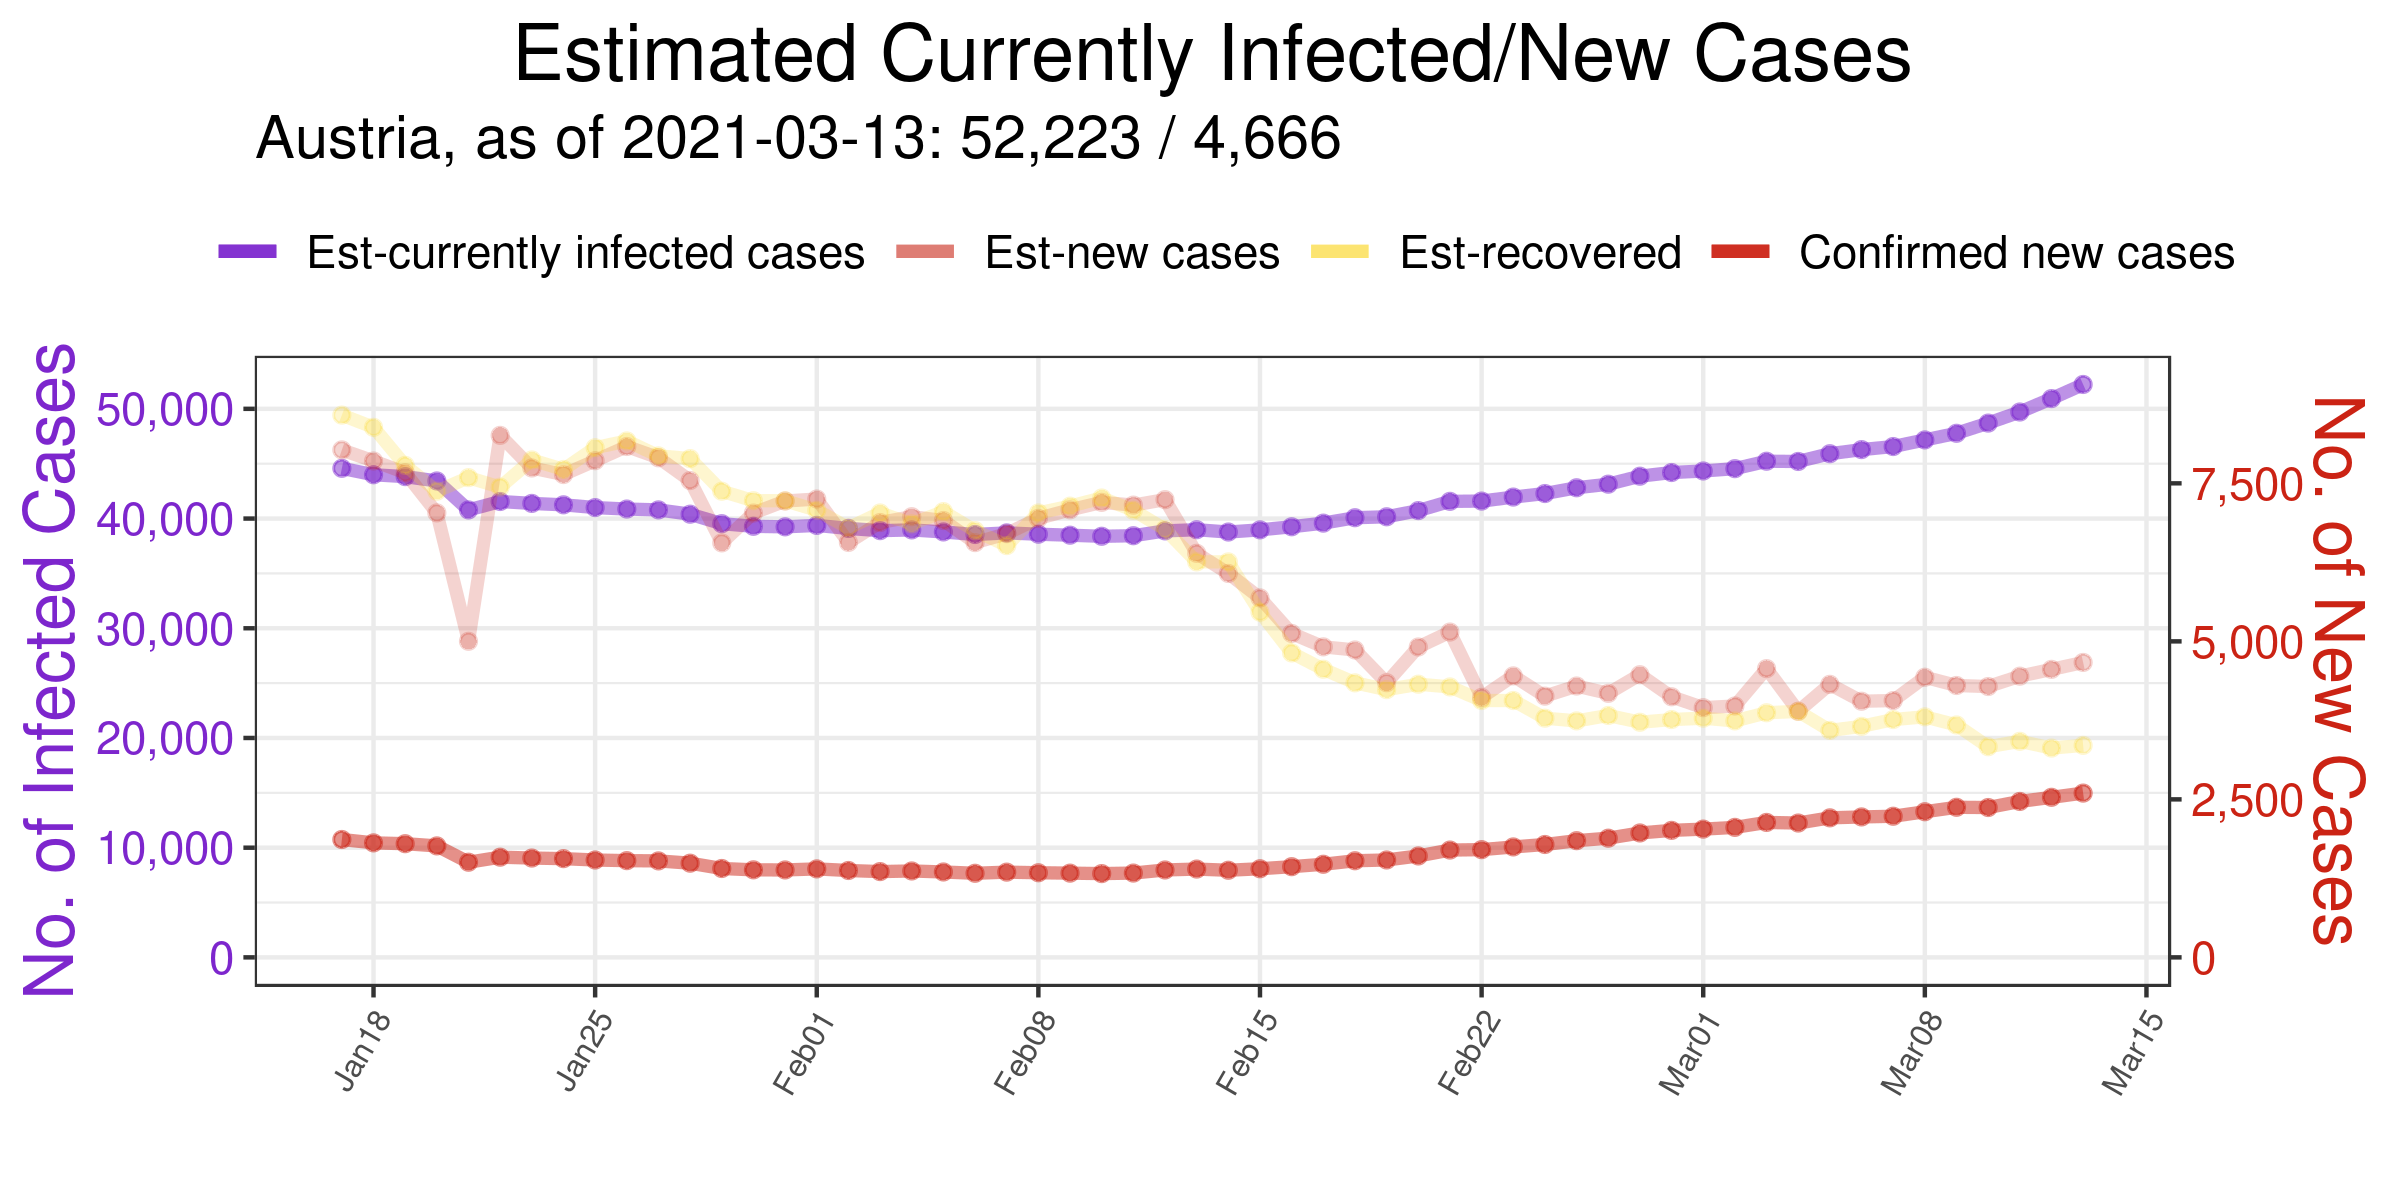 Estimated Currently Infected/New Cases
Austria, as of 2021-03-13: 52,223 / 4,666
Est-currently infected cases Est-new cases Est-recovered Confirmed new cases
No. of Infected Cases
50,000
40,000
30,000
20,000
10,000
0
7,500
5,000
2,500
0
No. of New Cases
Jan18 Jan25 Feb01 Feb08 Feb15 Feb22 Mar01 Mar08 Mar15